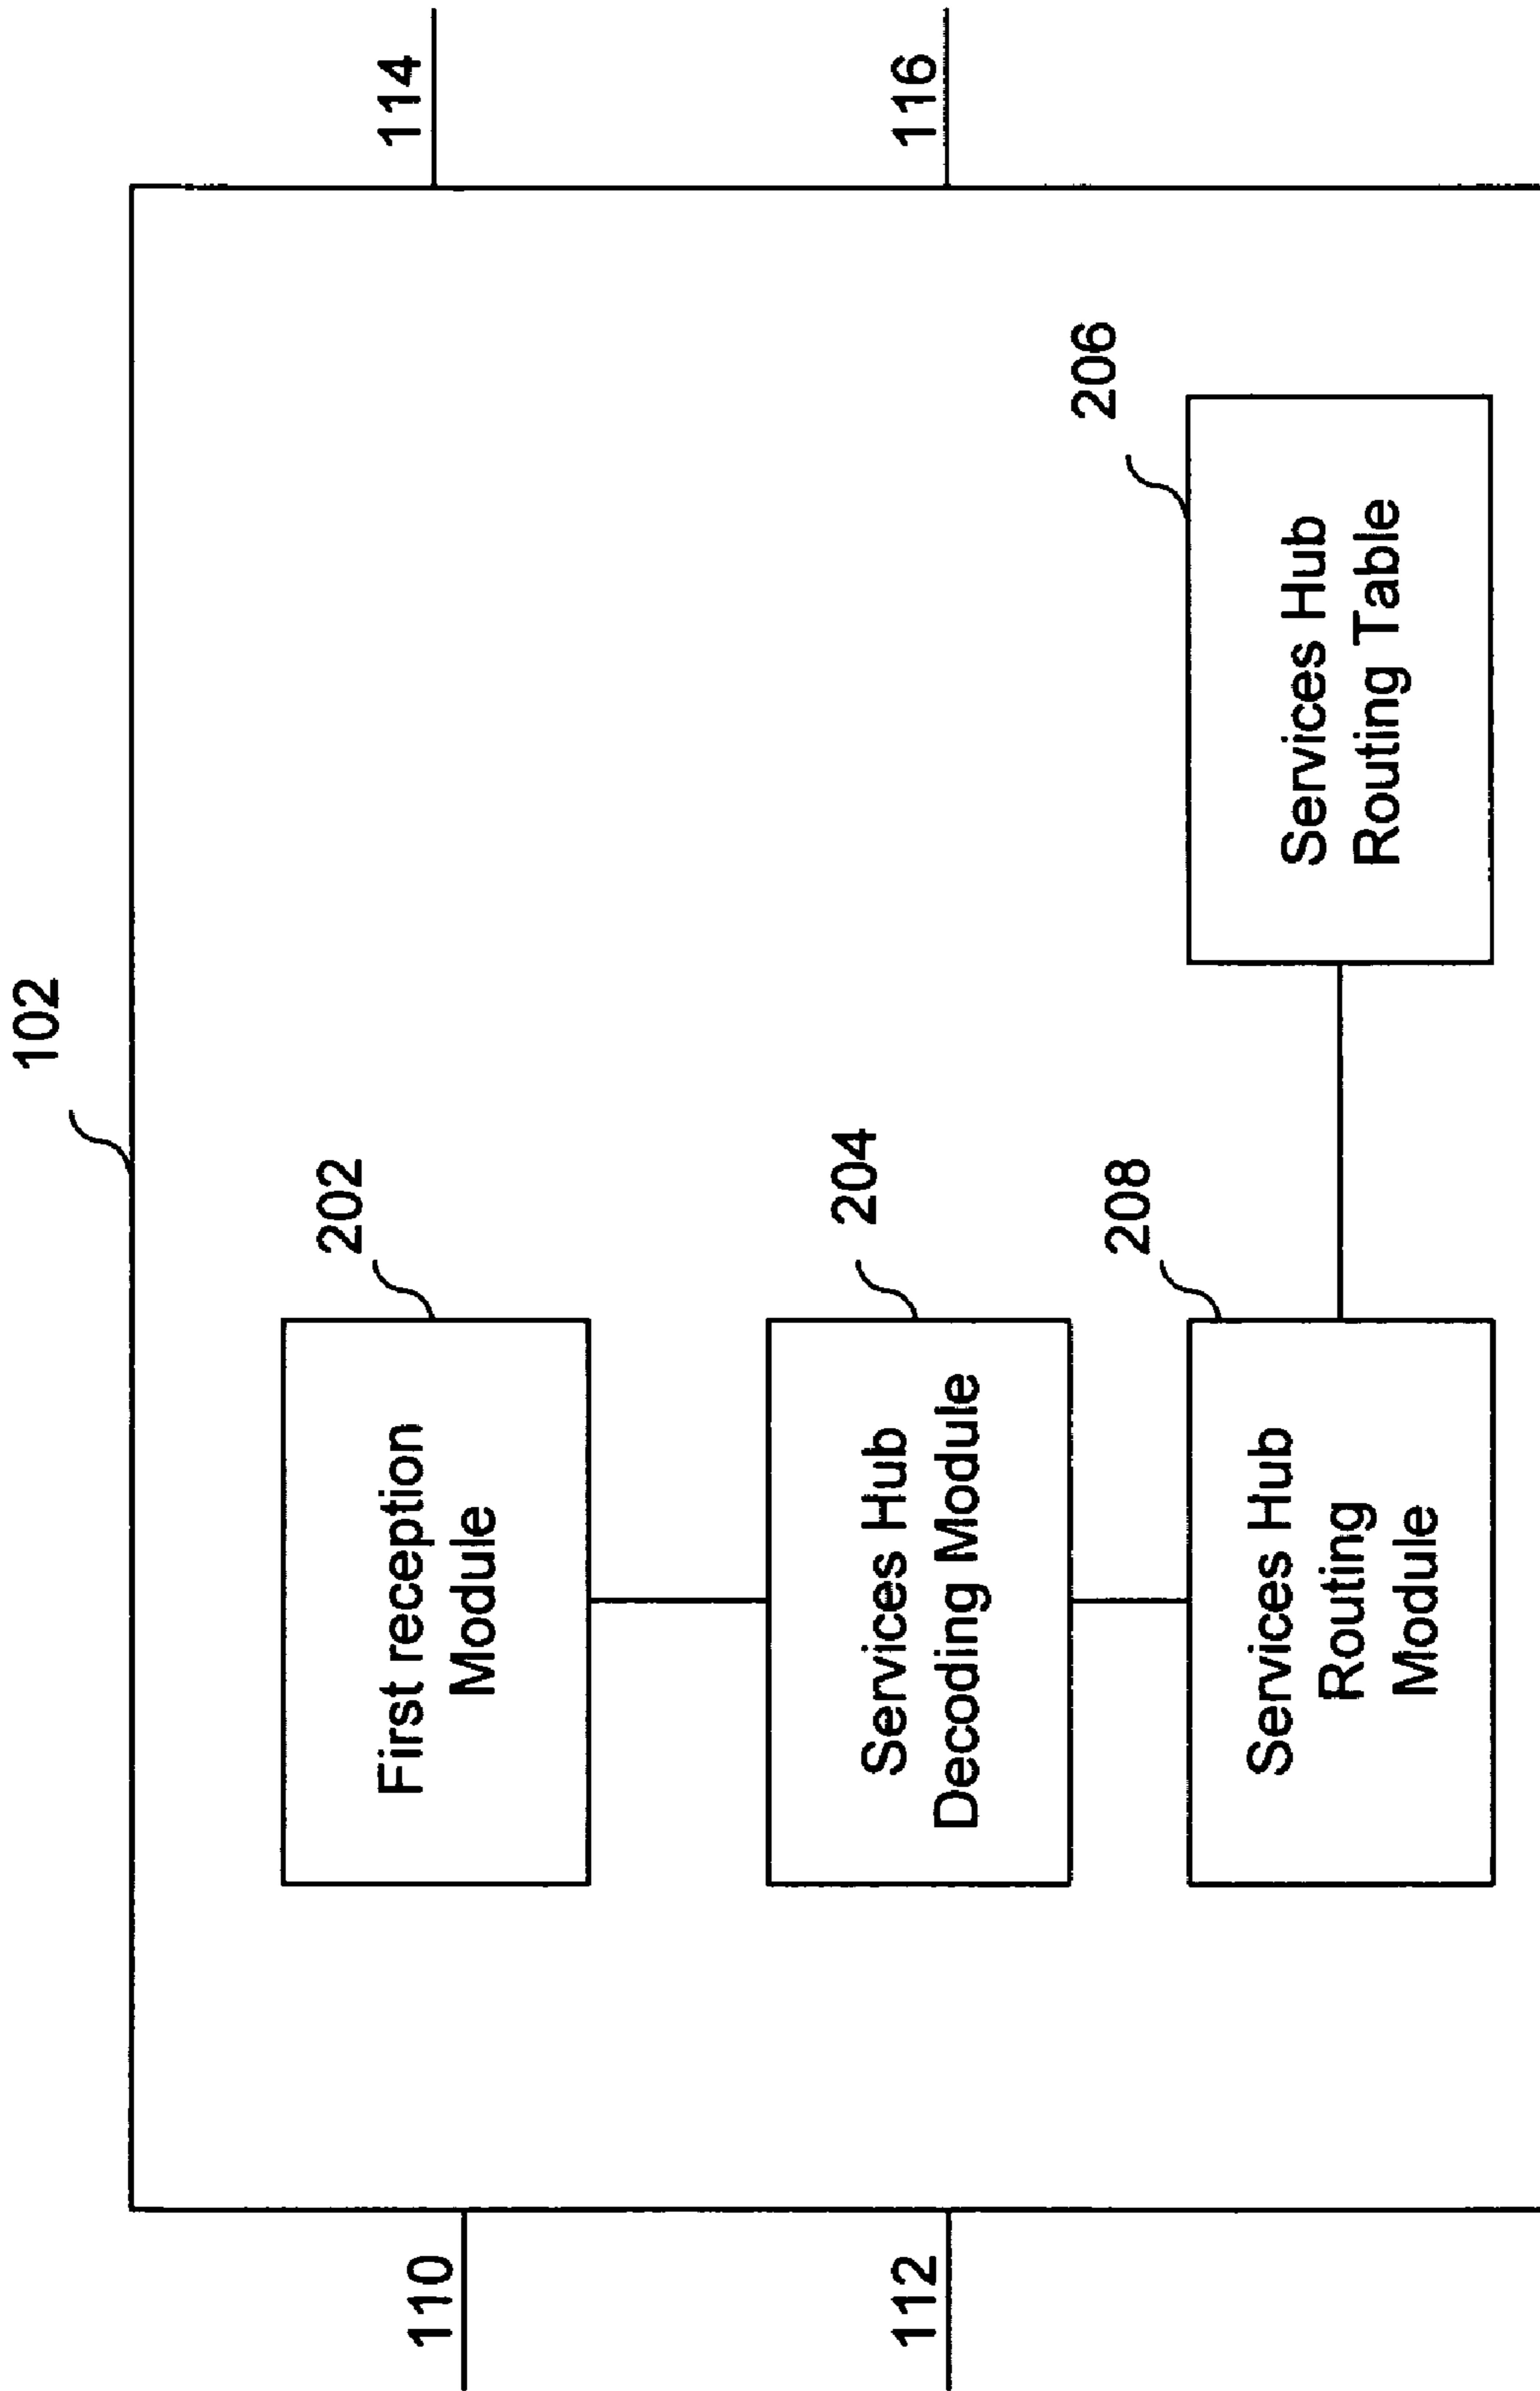 102
110
114
202
First reception
Module
112
116
204
Services Hub
Decoding Module
208
206
Services Hub
Routing
Module
Services Hub
Routing Table